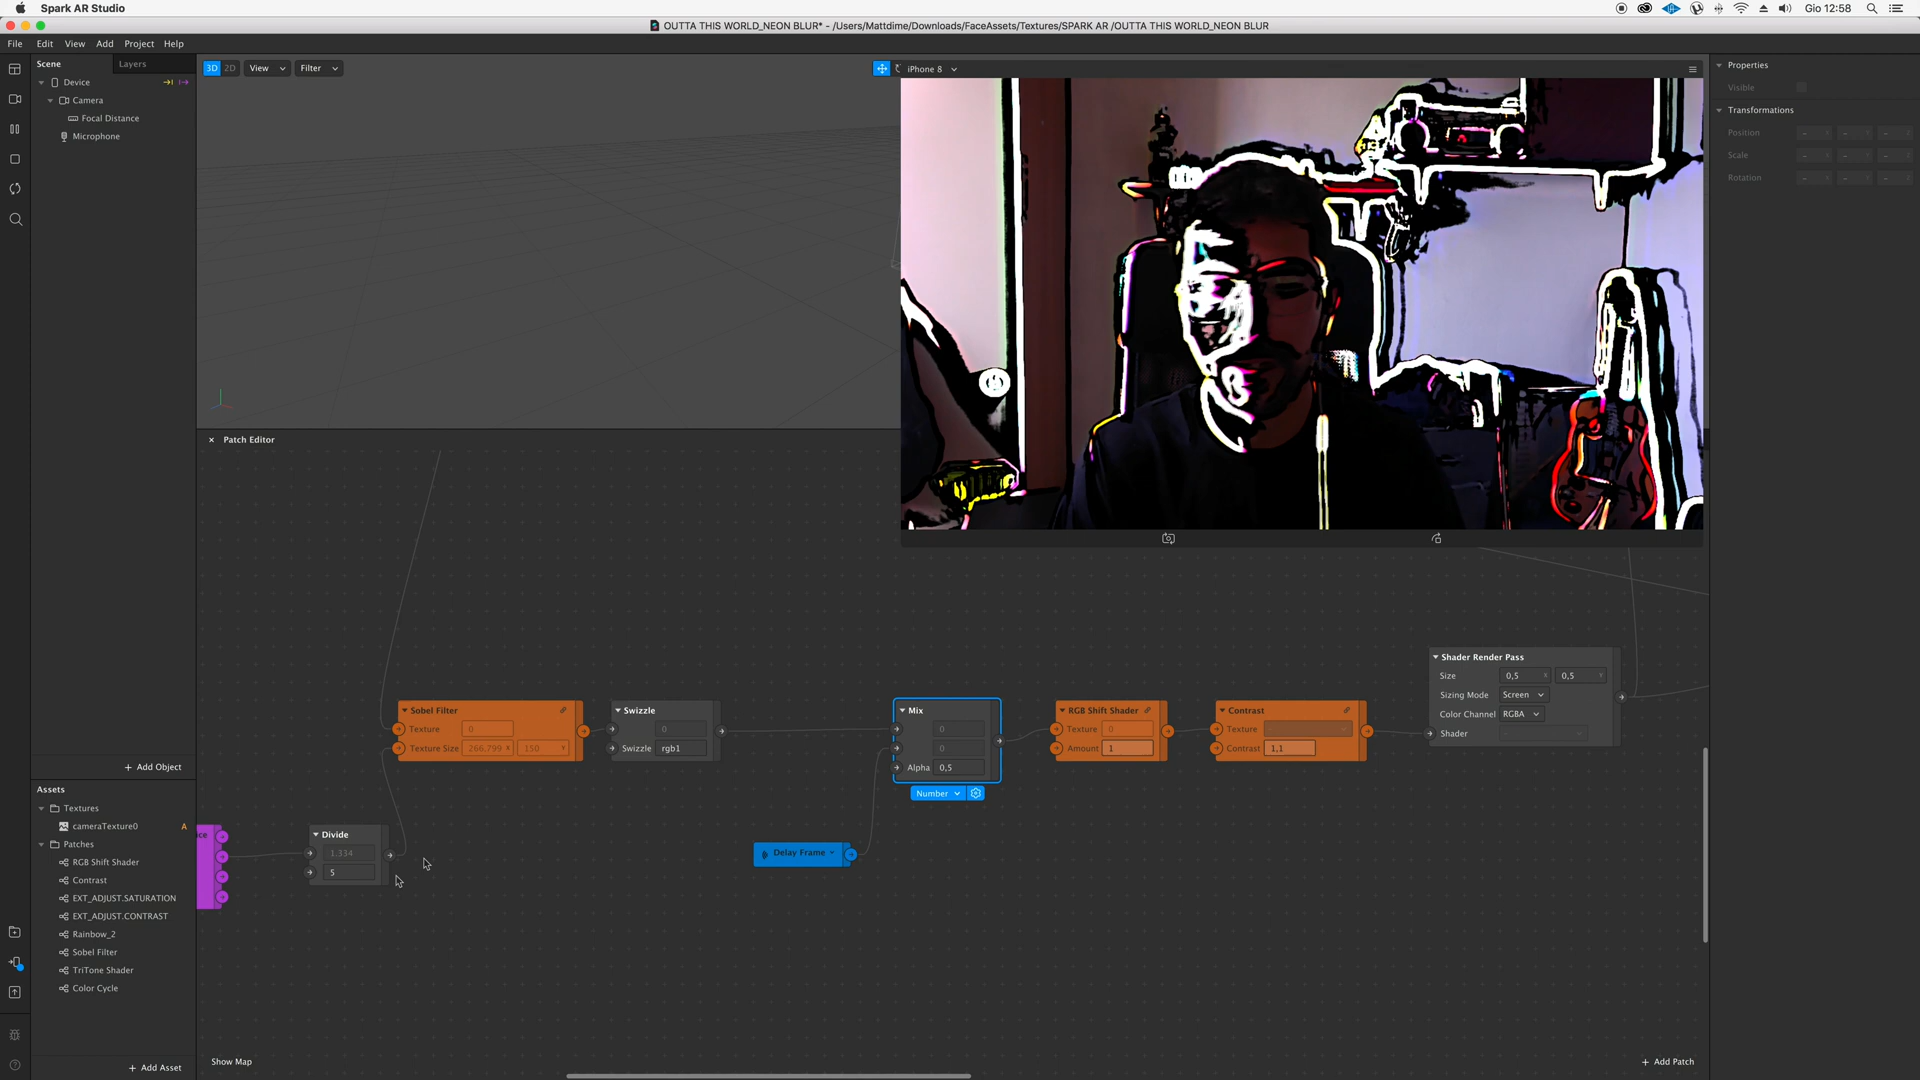 Spark AR Studio
Gio 12:58
OUTTA THIS WORLD_NEON BLUR* - /Users/Mattdime/Downloads/FaceAssets/Textures/SPARK AR /OUTTA THIS WORLD_NEON BLUR
File Edit View Add Project Help
Scene Layers
Device
Camera
Focal Distance
Microphone
3D 2D View Filter
iPhone 8
Properties
Visible
Transformations
Position
Scale
Rotation
Patch Editor
Shader Render Pass
Size 0,5 x 0,5 Y
Sizing Mode Screen
Color Channel RGBA
Shader
Sobel Filter
Texture 0
Texture Size 266.799 x 150 Y
Swizzle
0
Swizzle rgb1
Mix
0
0
Alpha 0,5
Number
RGB Shift Shader
Texture 0
Amount 1
Contrast
Texture
Contrast 1,1
ice
Divide
1.334
5
Delay Frame
+ Add Object
Assets
Textures
cameraTexture0 A
Patches
RGB Shift Shader
Contrast
EXT_ADJUST.SATURATION
EXT_ADJUST.CONTRAST
Rainbow_2
Sobel Filter
TriTone Shader
Color Cycle
+ Add Asset
Show Map
+ Add Patch